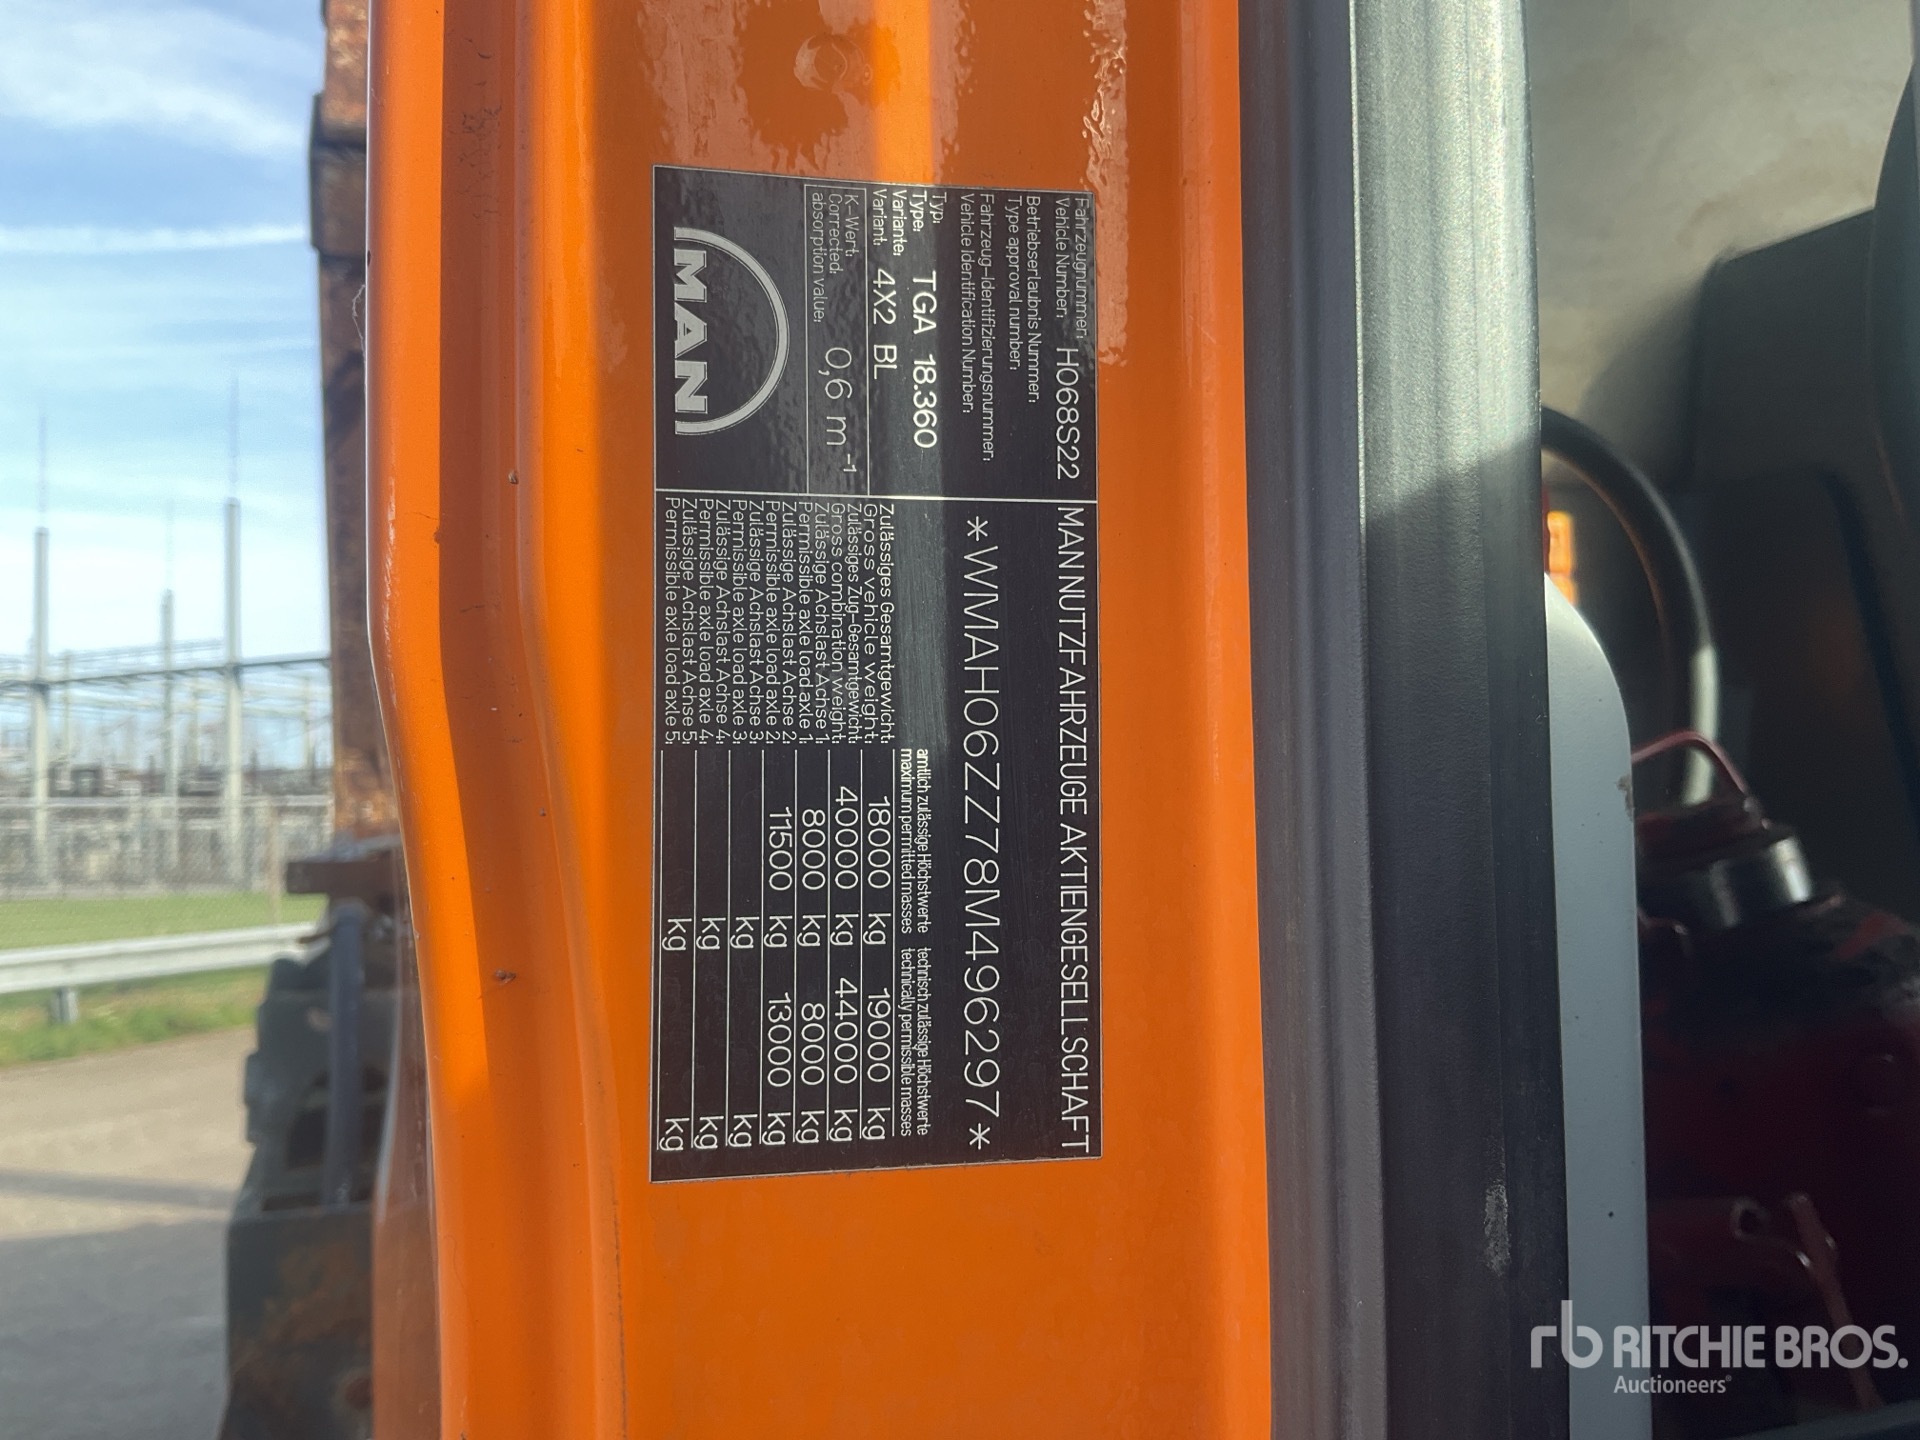 Fahrzeugnummer:
Vehicle Number: H068S22
MAN NUTZFAHRZEUGE AKTIENGESELLSCHAFT
Betriebserlaubnis Nummer:
Type approval number:
Fahrzeug-Identifizierungsnummer:
Vehicle Identification Number:
*WMAH06ZZ78M496297*
Typ:
Type: TGA 18.360
Variante:
Variant: 4X2 BL
K-Wert:
Corrected: 0,6 m-1
absorption value:
MAN
amtlich zulässige Höchstwerte technisch zulässige Höchstwerte
maximum permitted masses technically permissible masses
Zulässiges Gesamtgewicht:
Gross vehicle weight: 18000 kg 19000 kg
Zulässiges Zug-Gesamtgewicht:
Gross combination weight: 40000 kg 44000 kg
Zulässige Achslast Achse 1:
Permissible axle load axle 1: 8000 kg 8000 kg
Zulässige Achslast Achse 2:
Permissible axle load axle 2: 11500 kg 13000 kg
Zulässige Achslast Achse 3:
Permissible axle load axle 3: kg kg
Zulässige Achslast Achse 4:
Permissible axle load axle 4: kg kg
Zulässige Achslast Achse 5:
Permissible axle load axle 5: kg kg
rb RITCHIE BROS.
Auctioneers